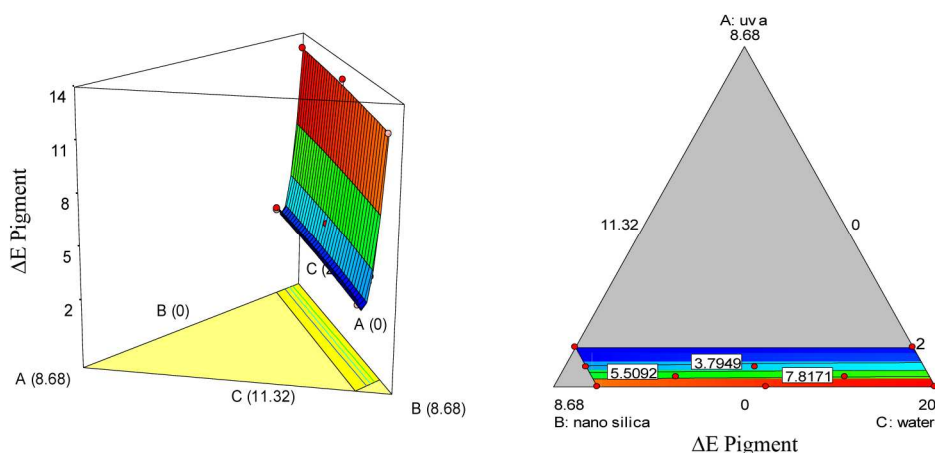 14
11
8
5
2
ΔE Pigment
B (0)
C (2
A (0)
A (8.68)
C (11.32)
B (8.68)
A: uva
8.68
11.32
0
2
3.7949
5.5092
7.8171
8.68
0
20
B: nano silica
C: water
ΔE Pigment